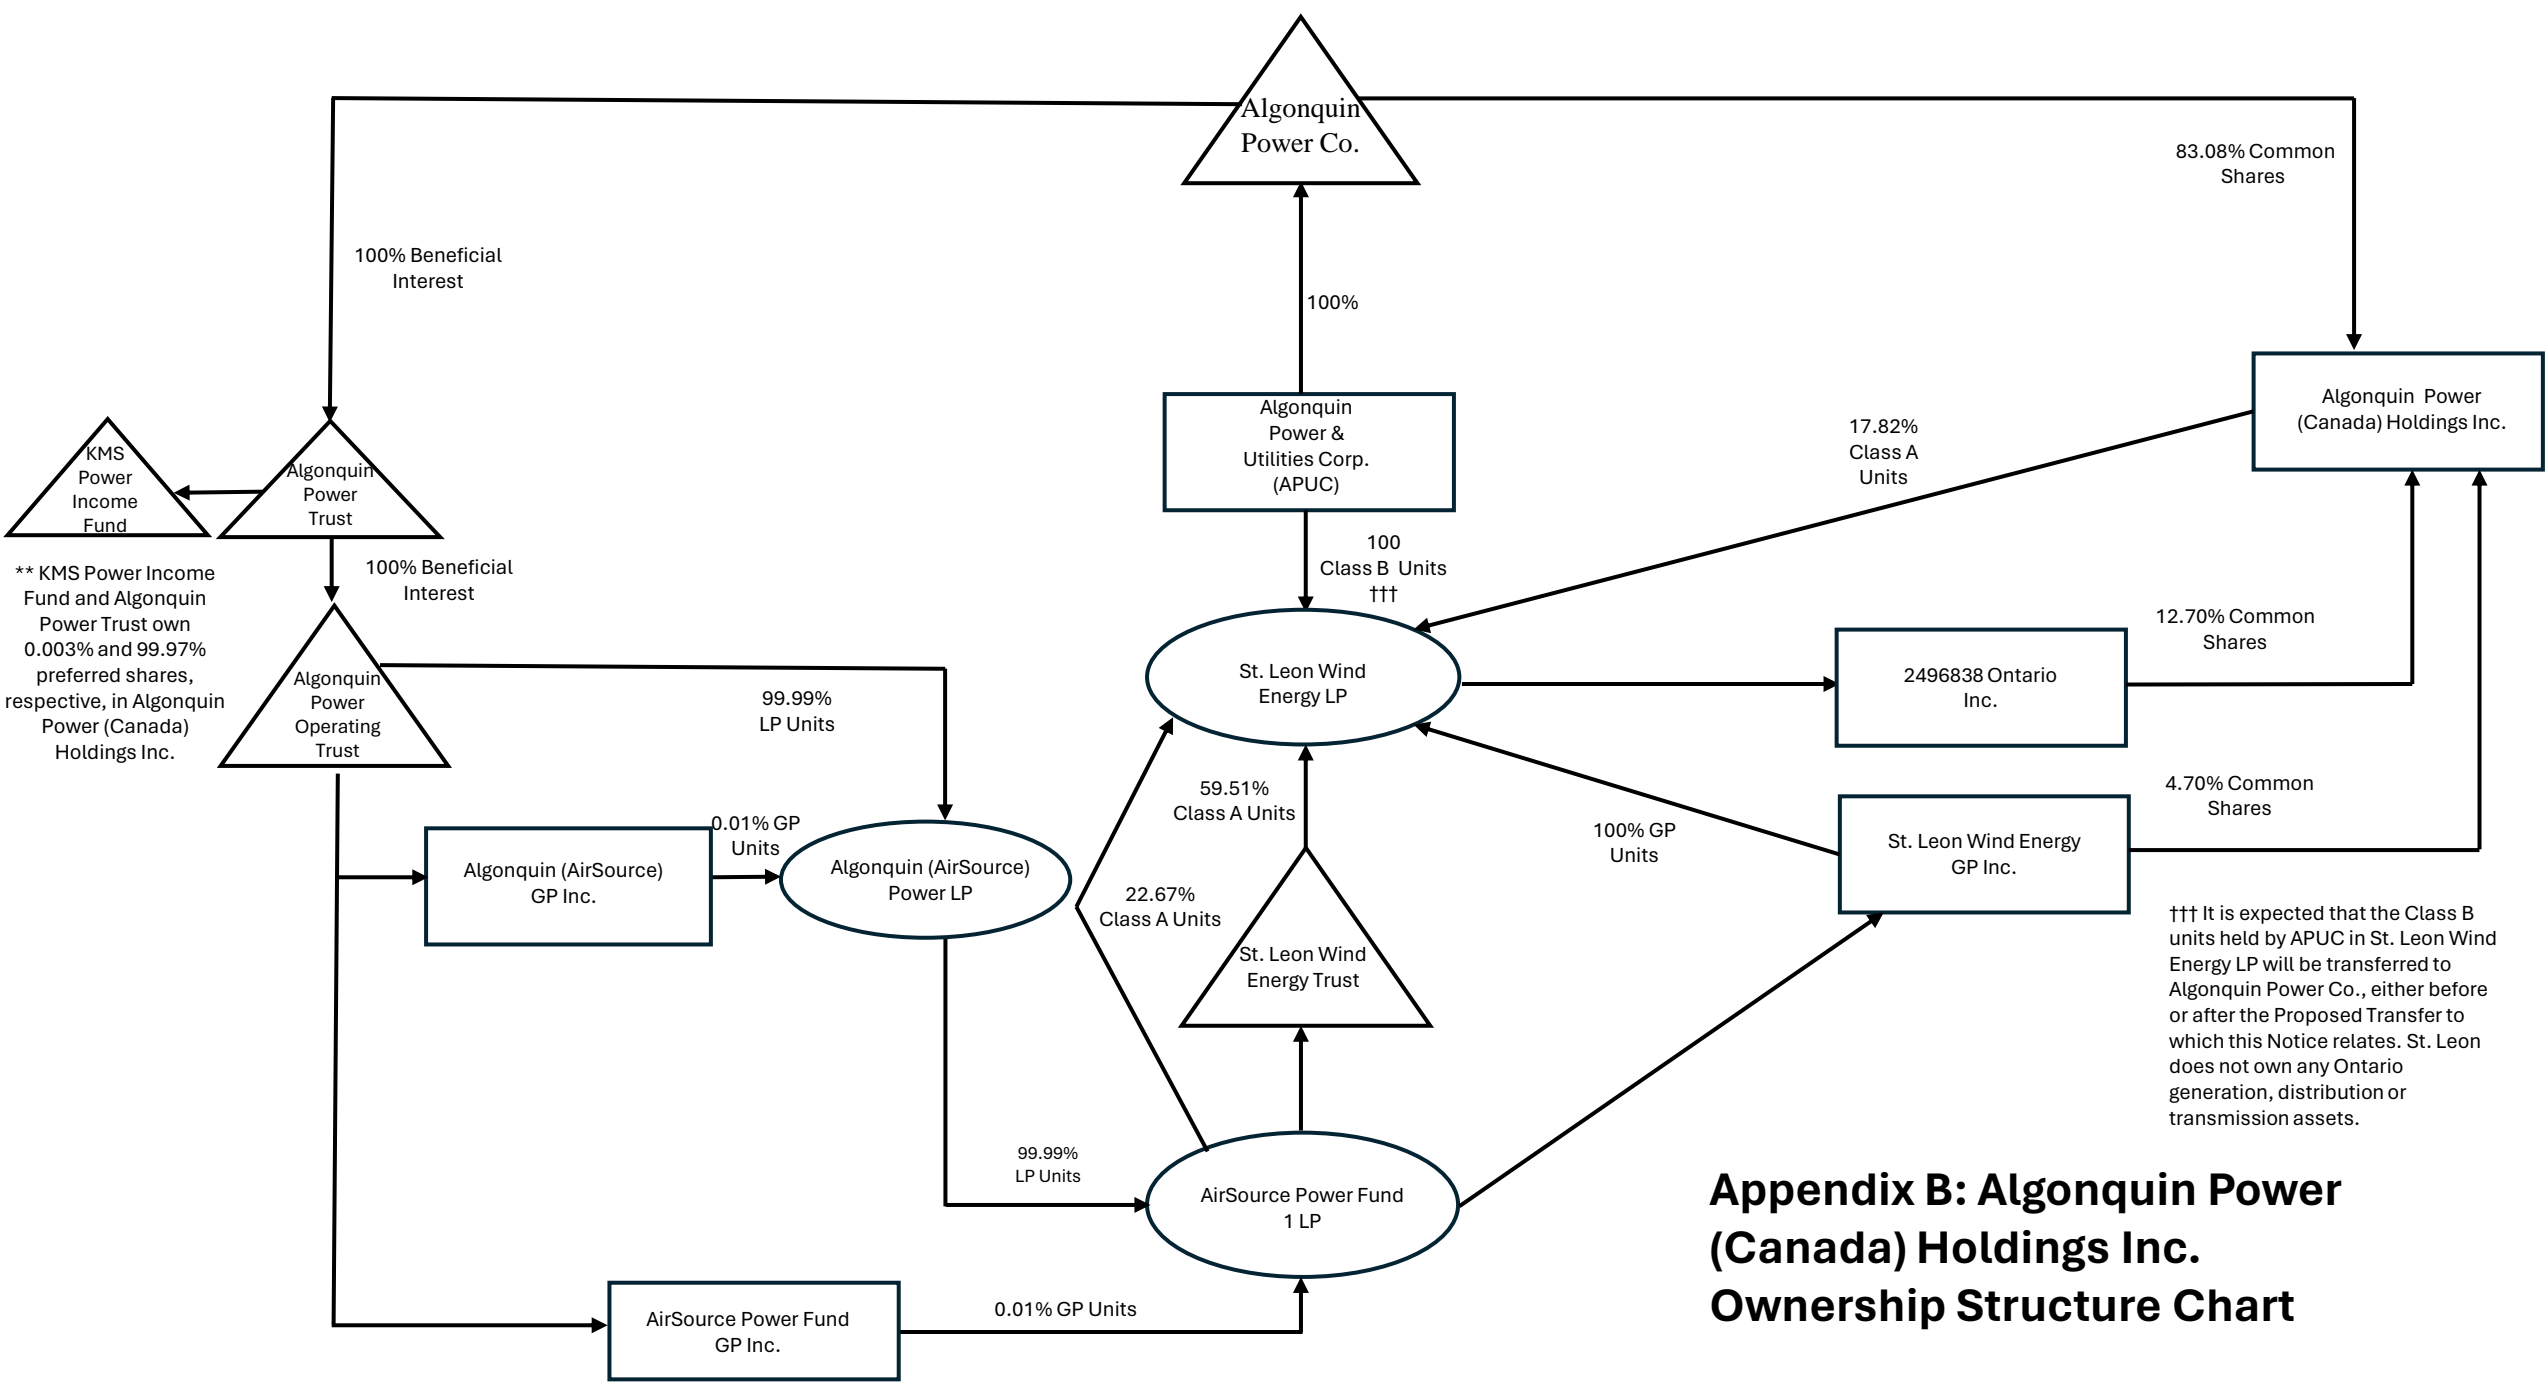 Algonquin
Power Co.
83.08% Common
Shares
100% Beneficial
Interest
100%
Algonquin
Power &
Utilities Corp.
(APUC)
Algonquin  Power
(Canada) Holdings Inc.
17.82%
Class A
Units
KMS
Power
Income
Fund
Algonquin
Power
Trust
100
Class B  Units
†††
** KMS Power Income
Fund and Algonquin
Power Trust own
0.003% and 99.97%
preferred shares,
respective, in Algonquin
Power (Canada)
Holdings Inc.
100% Beneficial
Interest
Algonquin
Power
Operating
Trust
99.99%
LP Units
St. Leon Wind
Energy LP
2496838 Ontario
Inc.
12.70% Common
Shares
59.51%
Class A Units
4.70% Common
Shares
0.01% GP
Units
Algonquin (AirSource)
GP Inc.
Algonquin (AirSource)
Power LP
100% GP
Units
St. Leon Wind Energy
GP Inc.
22.67%
Class A Units
St. Leon Wind
Energy Trust
††† It is expected that the Class B
units held by APUC in St. Leon Wind
Energy LP will be transferred to
Algonquin Power Co., either before
or after the Proposed Transfer to
which this Notice relates. St. Leon
does not own any Ontario
generation, distribution or
transmission assets.
99.99%
LP Units
AirSource Power Fund
1 LP
Appendix B: Algonquin Power
(Canada) Holdings Inc.
Ownership Structure Chart
AirSource Power Fund
GP Inc.
0.01% GP Units